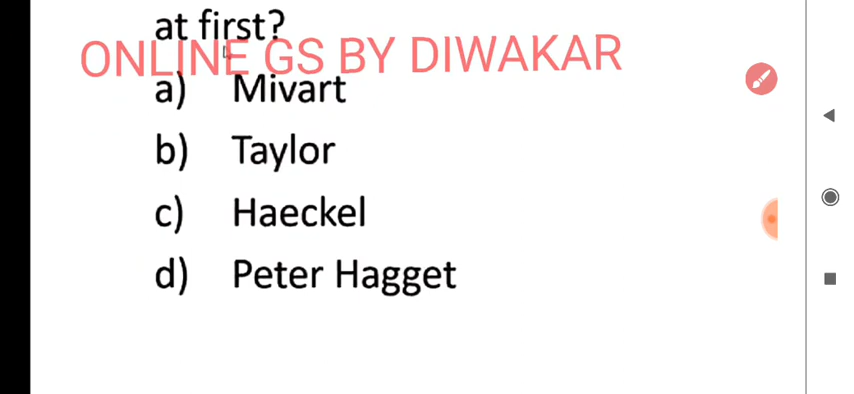 at first?
ONLINE GS BY DIWAKAR
a) Mivart
b) Taylor
c) Haeckel
d) Peter Hagget